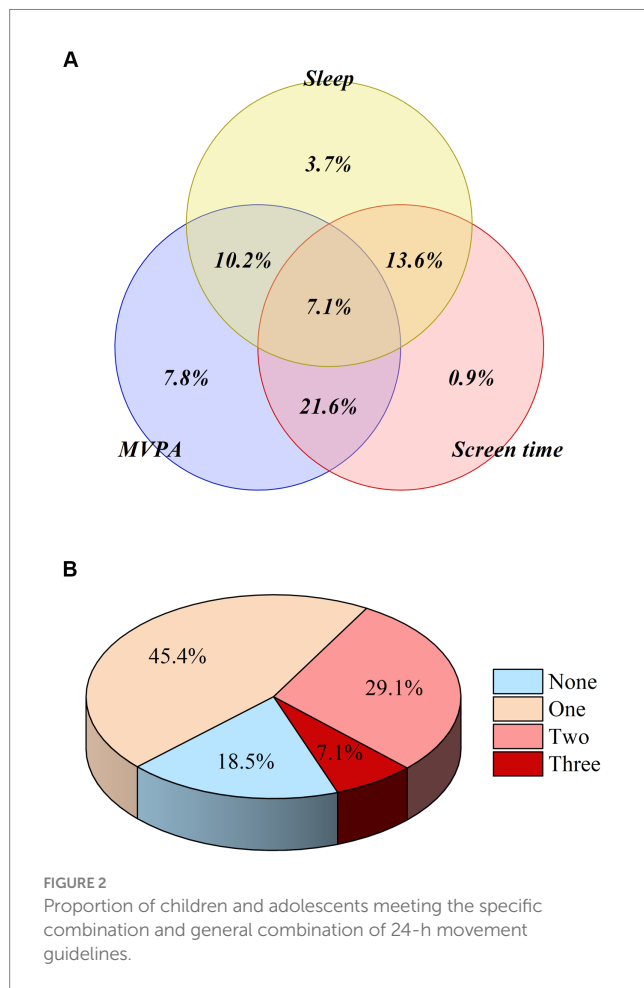 A
Sleep
3.7%
10.2%
13.6%
7.1%
7.8%
0.9%
21.6%
MVPA
Screen time
B
45.4%
29.1%
18.5%
7.1%
None
One
Two
Three
FIGURE 2
Proportion of children and adolescents meeting the specific
combination and general combination of 24-h movement
guidelines.